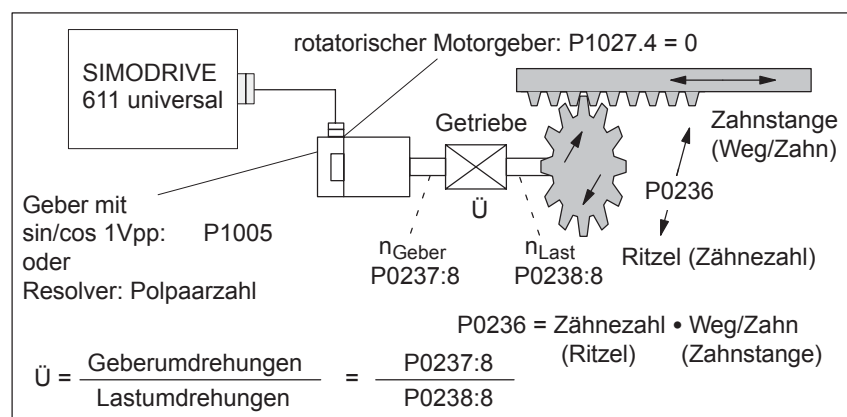 rotatorischer Motorgeber: P1027.4 = 0
SIMODRIVE
611 universal
Getriebe
Zahnstange
(Weg/Zahn)
P0236
Geber mit
sin/cos 1Vpp: P1005
oder
Resolver: Polpaarzahl
Ü
nGeber
P0237:8
nLast
P0238:8
Ritzel (Zähnezahl)
P0236 = Zähnezahl • Weg/Zahn
(Ritzel) (Zahnstange)
Ü = Geberumdrehungen = P0237:8
Lastumdrehungen P0238:8